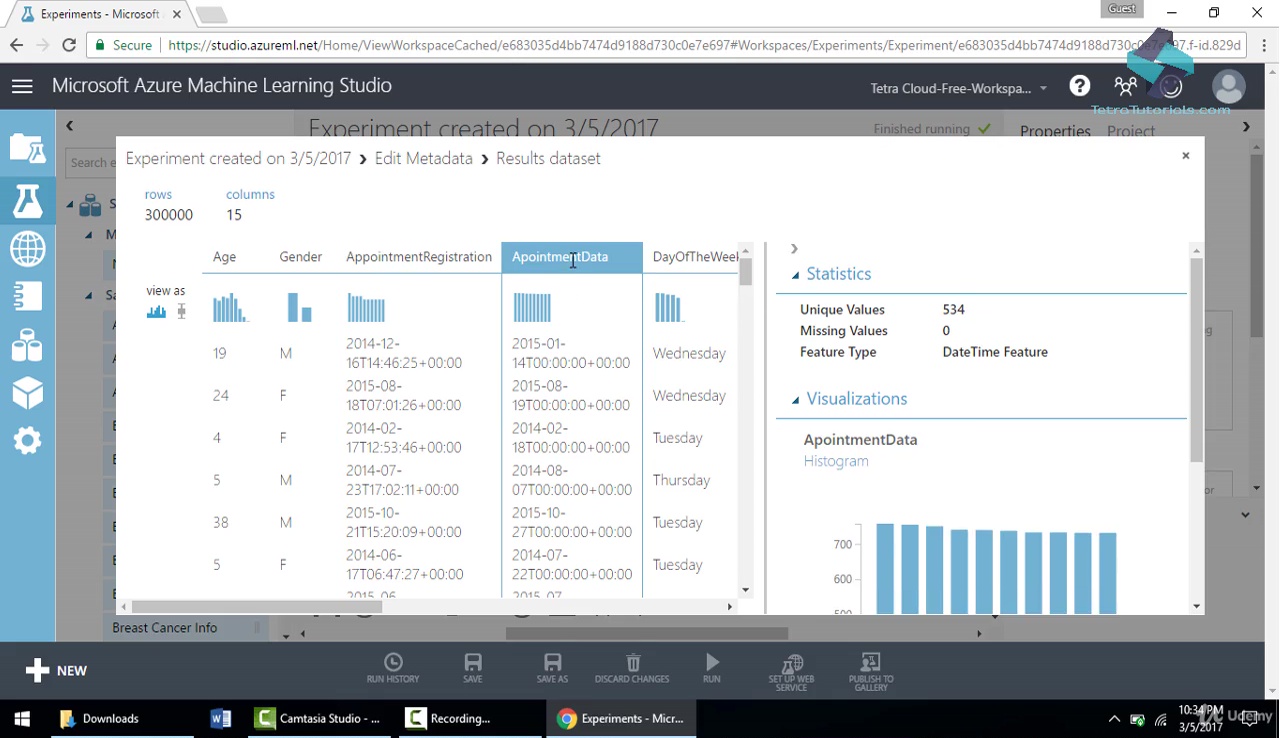 Experiments - Microsoft
Guest
Secure
https://studio.azureml.net/Home/ViewWorkspaceCached/e683035d4bb7474d9188d730c0e7e697#Workspaces/Experiments/Experiment/e683035d4bb7474d9188d730c0e7e697.f-id.829d
Microsoft Azure Machine Learning Studio
Tetra Cloud-Free-Workspa...
TetraTutorials.com
Experiment created on 3/5/2017
Finished running
Properties Project
Search e
Experiment created on 3/5/2017 > Edit Metadata > Results dataset
rows columns
300000 15
Age Gender AppointmentRegistration ApointmentData DayOfTheWeek
view as
19 M 2014-12-16T14:46:25+00:00 2015-01-14T00:00:00+00:00 Wednesday
24 F 2015-08-18T07:01:26+00:00 2015-08-19T00:00:00+00:00 Wednesday
4 F 2014-02-17T12:53:46+00:00 2014-02-18T00:00:00+00:00 Tuesday
5 M 2014-07-23T17:02:11+00:00 2014-08-07T00:00:00+00:00 Thursday
38 M 2015-10-21T15:20:09+00:00 2015-10-27T00:00:00+00:00 Tuesday
5 F 2014-06-17T06:47:27+00:00 2014-07-22T00:00:00+00:00 Tuesday
Statistics
Unique Values 534
Missing Values 0
Feature Type DateTime Feature
Visualizations
ApointmentData
Histogram
700
600
500
Breast Cancer Info
NEW
RUN HISTORY
SAVE
SAVE AS
DISCARD CHANGES
RUN
SET UP WEB SERVICE
PUBLISH TO GALLERY
Downloads
Camtasia Studio - ...
Recording...
Experiments - Micr...
10:34 PM
3/5/2017
Udemy